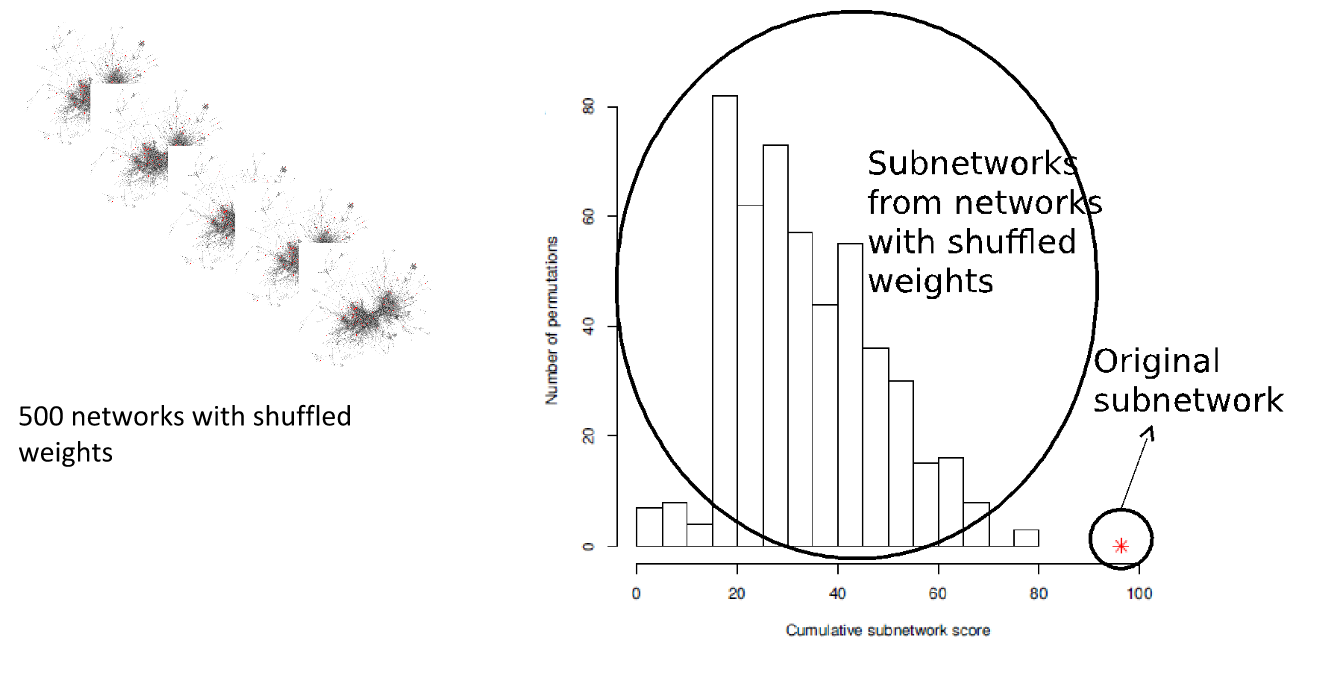 500 networks with shuffled
weights
Number of permutations
80
60
40
20
0
Subnetworks
from networks
with shuffled
weights
Original
subnetwork
0 20 40 60 80 100
Cumulative subnetwork score